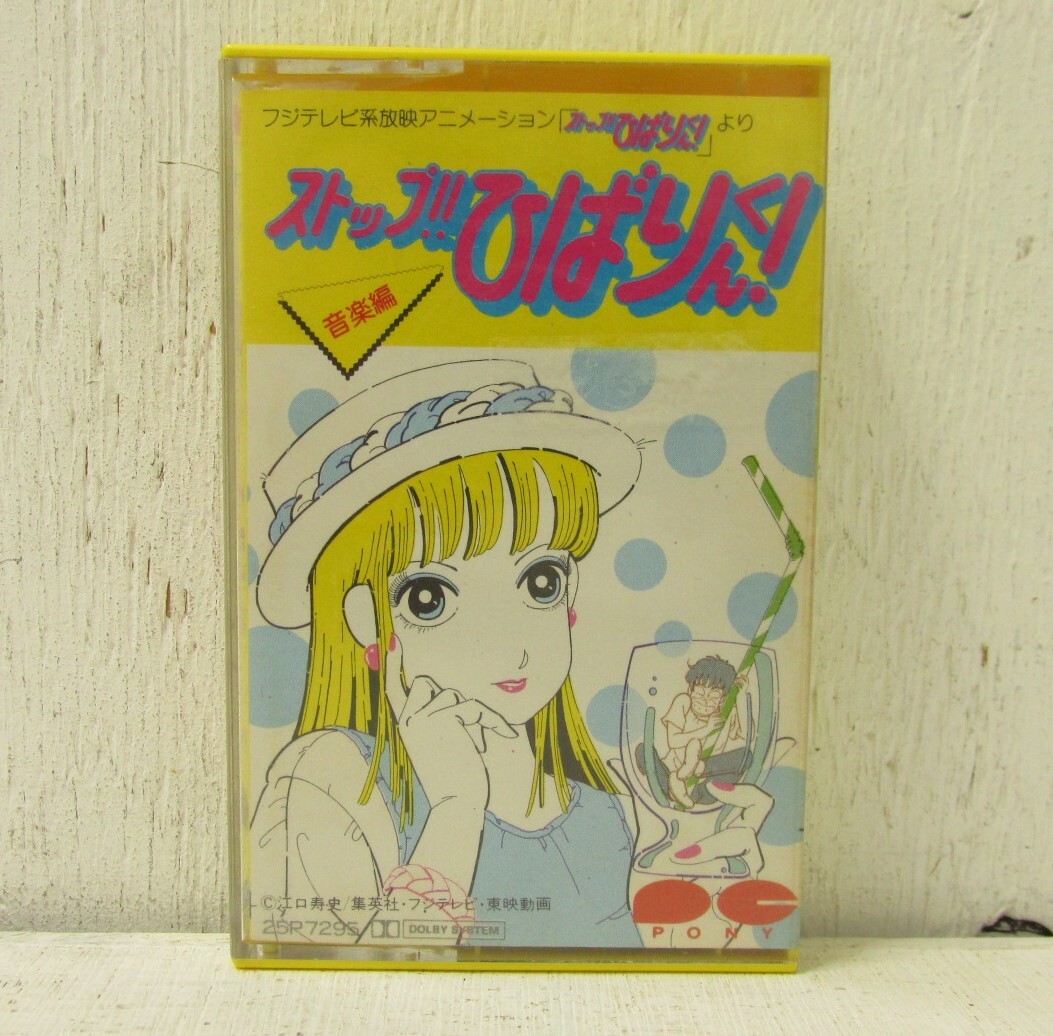 フジテレビ系放映アニメーション「ストップ!!ひばりくん!」より
ストップ!!ひばりくん!
音楽編
©江口寿史/集英社・フジテレビ・東映動画
25P7295 DOLBY SYSTEM
PONY